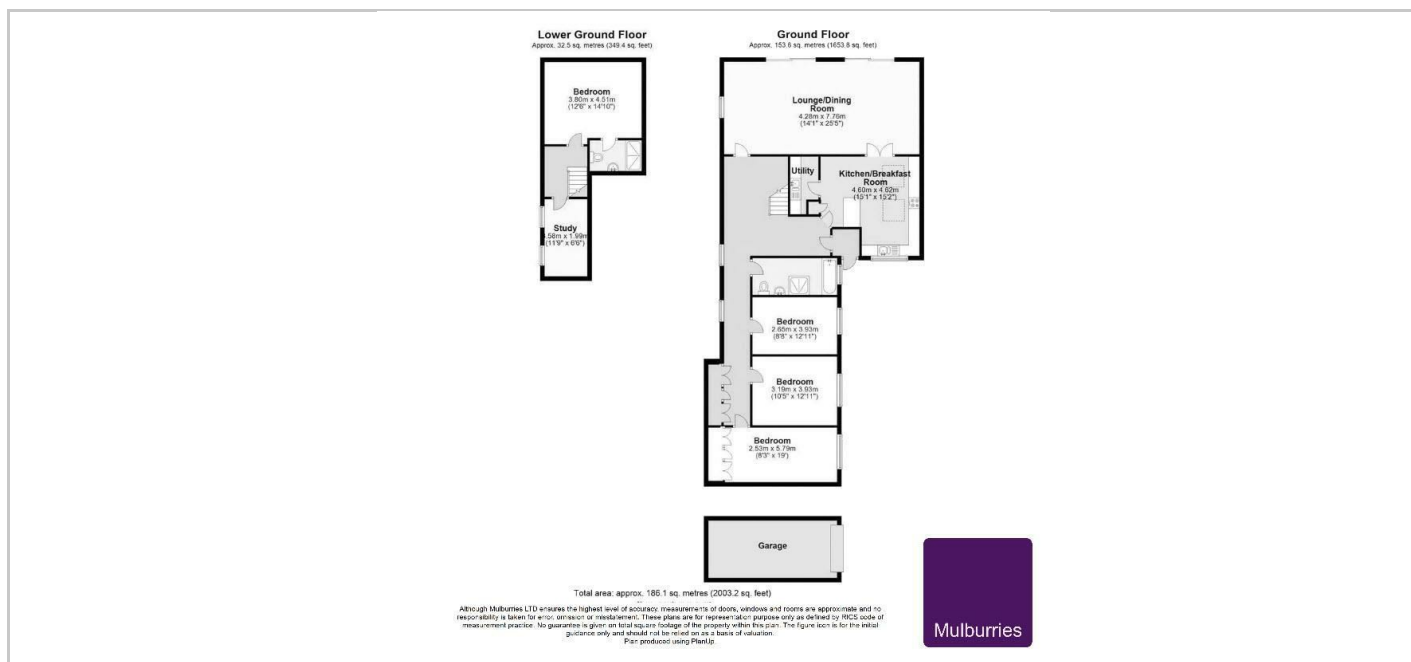 Lower Ground Floor
Approx. 32.5 sq. metres (349.4 sq. feet)
Bedroom
3.80m x 4.51m
(12'6" x 14'10")
Study
.58m x 1.99m
(11'9" x 6'6")
Ground Floor
Approx. 153.6 sq. metres (1653.8 sq. feet)
Lounge/Dining
Room
4.28m x 7.76m
(14'1" x 25'5")
Utility
Kitchen/Breakfast
Room
4.60m x 4.62m
(15'1" x 15'2")
Bedroom
2.65m x 3.93m
(8'8" x 12'11")
Bedroom
3.19m x 3.93m
(10'5" x 12'11")
Bedroom
2.53m x 5.79m
(8'3" x 19')
Garage
Total area: approx. 186.1 sq. metres (2003.2 sq. feet)
Although Mulburries LTD ensures the highest level of accuracy, measurements of doors, windows and rooms are approximate and no
responsibility is taken for error, omission or misstatement. These plans are for representation purpose only as defined by RICS code of
measurement practice. No guarantee is given on total square footage of the property within this plan. The figure icon is for the initial
guidance only and should not be relied on as a basis of valuation.
Plan produced using PlanUp.
Mulburries